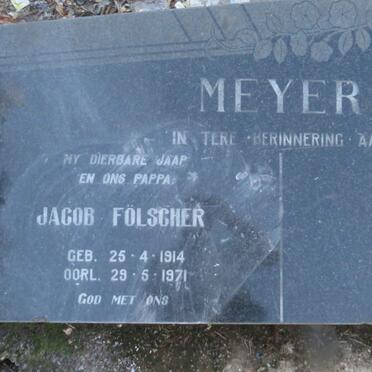 MEYER
IN TERE HERINNERING AA
MY DIERBARE JAAP
EN ONS PAPPA
JACOB FÖLSCHER
GEB. 25·4·1914
OORL. 29·5·1971
GOD MET ONS